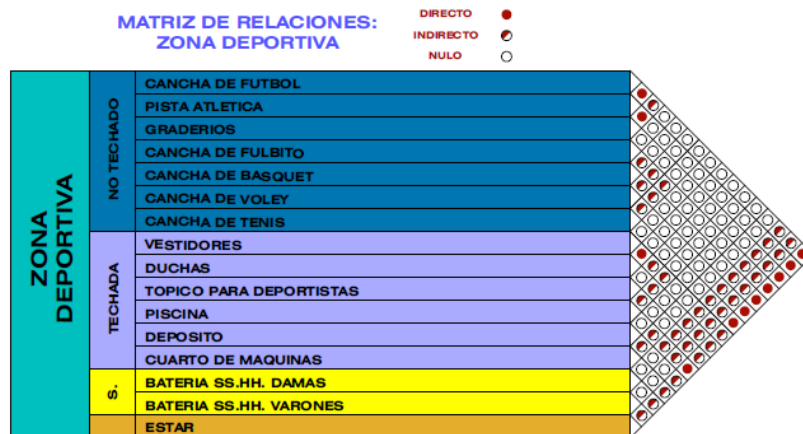 MATRIZ DE RELACIONES:
ZONA DEPORTIVA
DIRECTO
INDIRECTO
NULO
ZONA DEPORTIVA
NO TECHADO
CANCHA DE FUTBOL
PISTA ATLETICA
GRADERIOS
CANCHA DE FULBITO
CANCHA DE BASQUET
CANCHA DE VOLEY
CANCHA DE TENIS
TECHADA
VESTIDORES
DUCHAS
TOPICO PARA DEPORTISTAS
PISCINA
DEPOSITO
CUARTO DE MAQUINAS
S.
BATERIA SS.HH. DAMAS
BATERIA SS.HH. VARONES
ESTAR